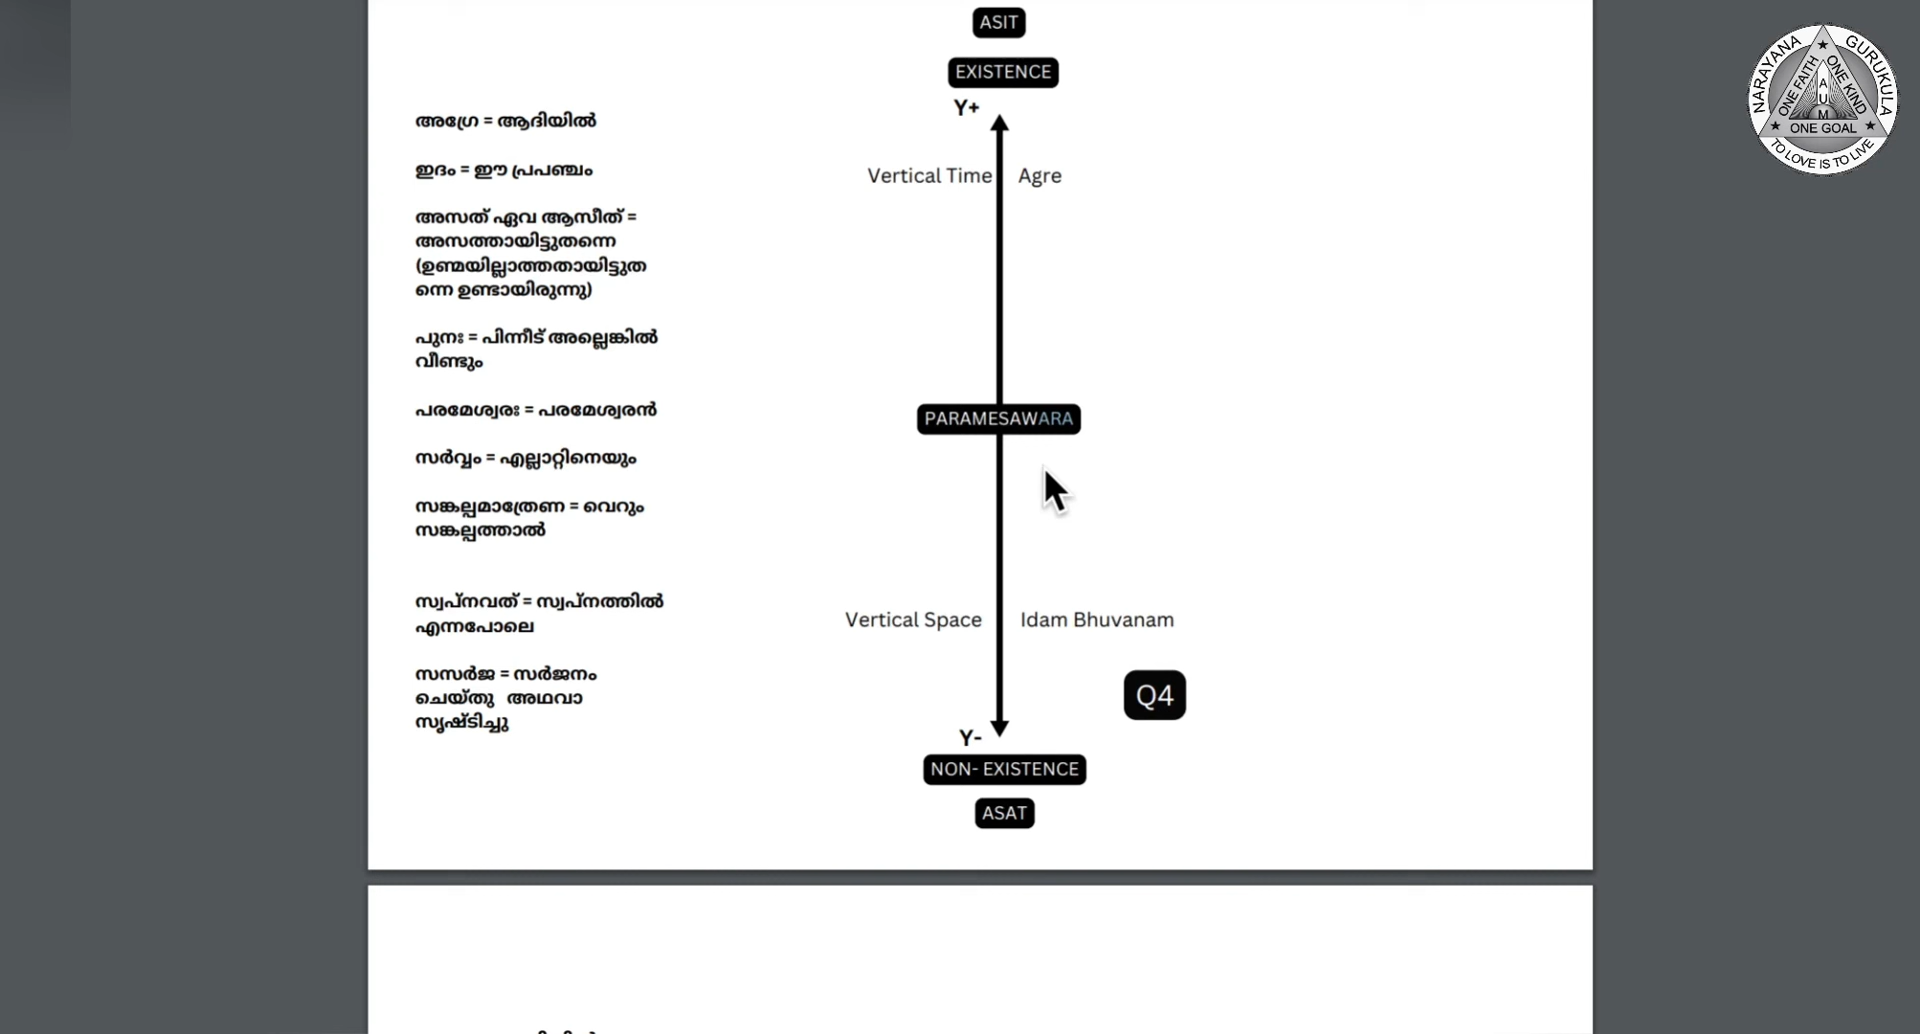 ASIT
EXISTENCE
Y+
Vertical Time
Agre
അഗ്രേ = ആദിയിൽ
ഇദം = ഈ പ്രപഞ്ചം
അസത് ഏവ ആസീത് =
അസത്തായിട്ടുതന്നെ
(ഉണ്മയില്ലാത്തതായിട്ടുത
ന്നെ ഉണ്ടായിരുന്നു)
പുനഃ = പിന്നീട് അല്ലെങ്കിൽ
വീണ്ടും
പരമേശ്വരഃ = പരമേശ്വരൻ
സർവ്വം = എല്ലാറ്റിനെയും
സങ്കല്പമാത്രേണ = വെറും
സങ്കല്പത്താൽ
സ്വപ്നവത് = സ്വപ്നത്തിൽ
എന്നപോലെ
സസർജ = സർജനം
ചെയ്തു അഥവാ
സൃഷ്ടിച്ചു
PARAMESAWARA
Vertical Space
Idam Bhuvanam
Q4
Y-
NON- EXISTENCE
ASAT
NARAYANA GURUKULA
ONE FAITH
ONE KIND
A
U
M
ONE GOAL
TO LOVE IS TO LIVE